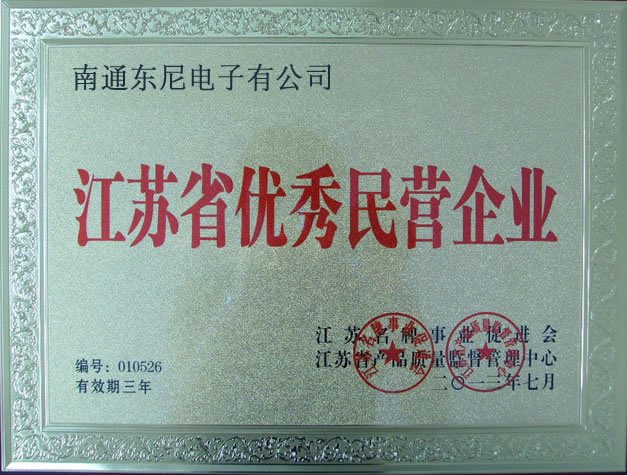 南通东尼电子有公司
江苏省优秀民营企业
江苏名牌事业促进会
江苏省产品质量监督管理中心
二〇一三年七月
编号：010526
有效期三年